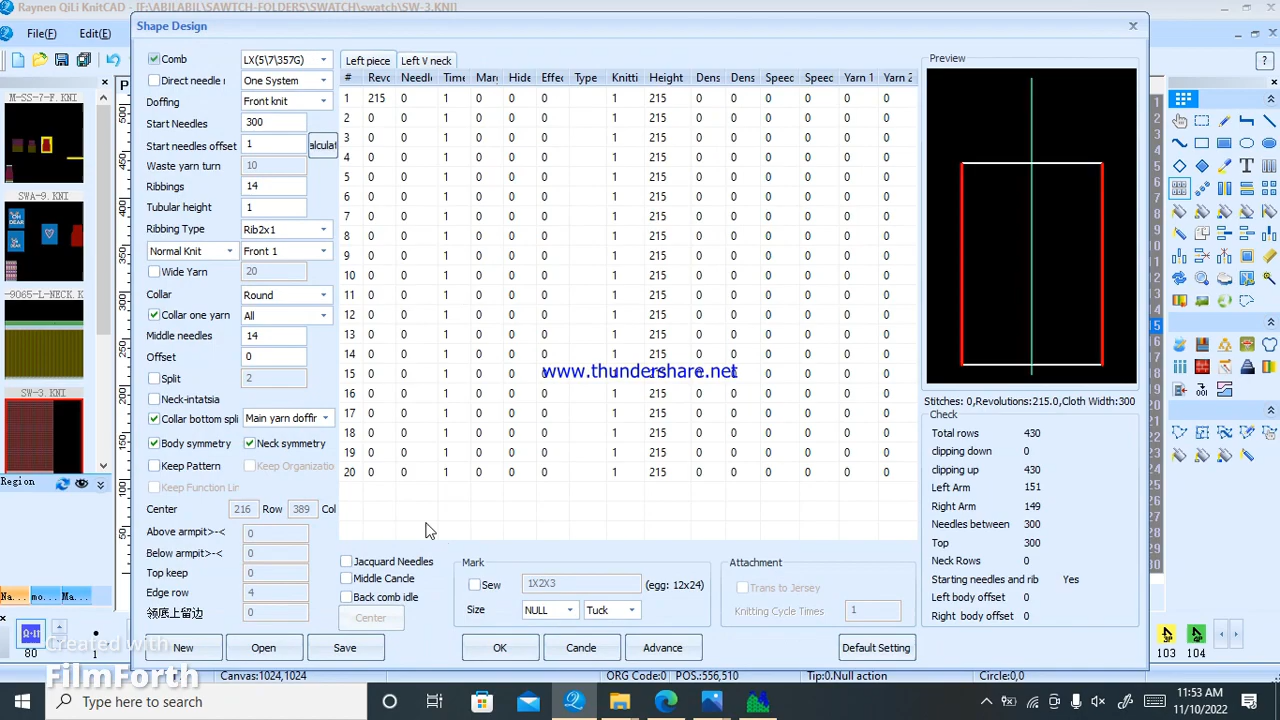 Raynen QiLi KnitCAD - [F:\ABILABIL\SAWTCH-FOLDERS\SWATCH\swatch\SW-3.KNI]
File(F) Edit(E)
M-SS-7-F.KNI
SWA-9.KNI
-9065-L-NECK.K
SW-3.KNI
Region
Shape Design
Comb LX(5\7\357G)
Direct needle One System
Doffing Front knit
Start Needles 300
Start needles offset 1 alculat
Waste yarn turn 10
Ribbings 14
Tubular height 1
Ribbing Type Rib2x1
Normal Knit Front 1
Wide Yarn 20
Collar Round
Collar one yarn All
Middle needles 14
Offset 0
Split 2
Neck-intatsia
Collar bottom spli Main yarn doffir
Body symmetry Neck symmetry
Keep Pattern Keep Organizatio
Keep Function Lir
Center 216 Row 389 Col
Above armpit>-< 0
Below armpit>-< 0
Top keep 0
Edge row 4
领底上留边 0
New Open Save
Left piece Left V neck
# Revc Needle Time Mar Hide Effec Type Knitti Height Dens Dens Speec Speec Yarn 1 Yarn 2
1 215 0 1 0 0 0 1 215 0 0 0 0 0 0
2 0 0 1 0 0 0 1 215 0 0 0 0 0 0
3 0 0 1 0 0 0 1 215 0 0 0 0 0 0
4 0 0 1 0 0 0 1 215 0 0 0 0 0 0
5 0 0 1 0 0 0 1 215 0 0 0 0 0 0
6 0 0 1 0 0 0 1 215 0 0 0 0 0 0
7 0 0 1 0 0 0 1 215 0 0 0 0 0 0
8 0 0 1 0 0 0 1 215 0 0 0 0 0 0
9 0 0 1 0 0 0 1 215 0 0 0 0 0 0
10 0 0 1 0 0 0 1 215 0 0 0 0 0 0
11 0 0 1 0 0 0 1 215 0 0 0 0 0 0
12 0 0 1 0 0 0 1 215 0 0 0 0 0 0
13 0 0 1 0 0 0 1 215 0 0 0 0 0 0
14 0 0 1 0 0 0 1 215 0 0 0 0 0 0
15 0 0 1 0 0 0 0 0 0 0
www.thundershare.net
16 0 0 1 0 0 0 1 215 0 0 0 0 0 0
17 0 0 1 0 0 0 1 215 0 0 0 0 0 0
18 0 0 1 0 0 0 1 215 0 0 0 0 0 0
19 0 0 1 0 0 0 1 215 0 0 0 0 0 0
20 0 0 1 0 0 0 1 215 0 0 0 0 0 0
Jacquard Needles
Middle Cancle
Back comb idle
Center
Mark
Sew 1X2X3 (egg: 12x24)
Size NULL Tuck
Attachment
Trans to Jersey
Knitting Cycle Times 1
OK Cancle Advance Default Setting
Preview
Stitches: 0,Revolutions:215.0,Cloth Width:300
Check
Total rows 430
clipping down 0
clipping up 430
Left Arm 151
Right Arm 149
Needles between 300
Top 300
Neck Rows 0
Starting needles and rib Yes
Left body offset 0
Right body offset 0
Na... mo... Ma...
80 1
103 104
Canvas:1024,1024 ORG Code:0 POS.:556,510 Tip:0.Null action Circle:0,0
Created with
FilmForth
Type here to search
11:53 AM
11/10/2022